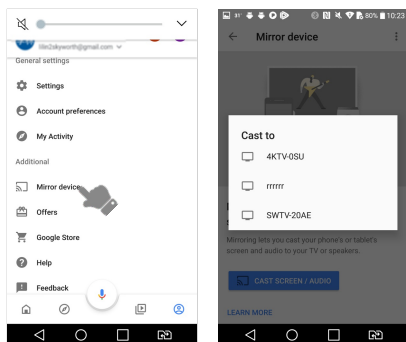 General settings
Settings
Account preferences
My Activity
Additional
Mirror device
Offers
Google Store
Help
Feedback
80% 10:23
Mirror device
Cast to
4KTV-0SU
rrrrrr
SWTV-20AE
Mirroring lets you cast your phone's or tablet's
screen and audio to your TV or speakers.
CAST SCREEN / AUDIO
LEARN MORE